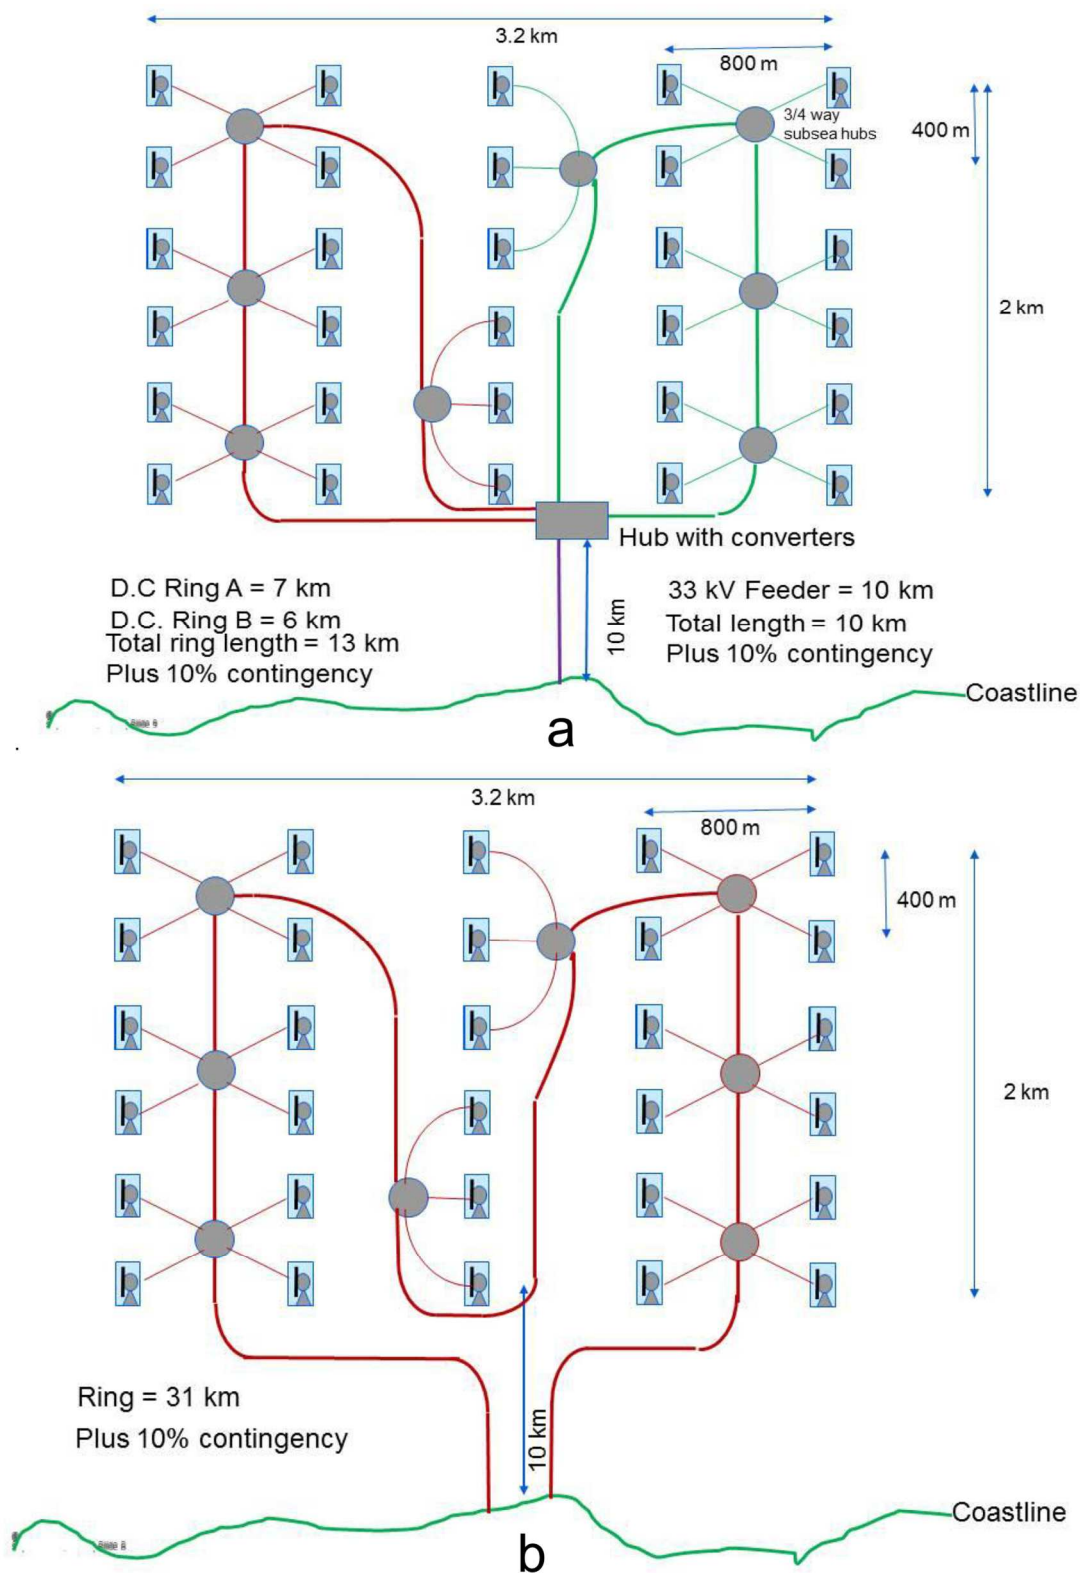 3.2 km
800 m
3/4 way
subsea hubs
400 m
2 km
Hub with converters
D.C Ring A = 7 km
D.C. Ring B = 6 km
Total ring length = 13 km
Plus 10% contingency
10 km
33 kV Feeder = 10 km
Total length = 10 km
Plus 10% contingency
Coastline
a
3.2 km
800 m
400 m
2 km
Ring = 31 km
Plus 10% contingency
10 km
Coastline
b